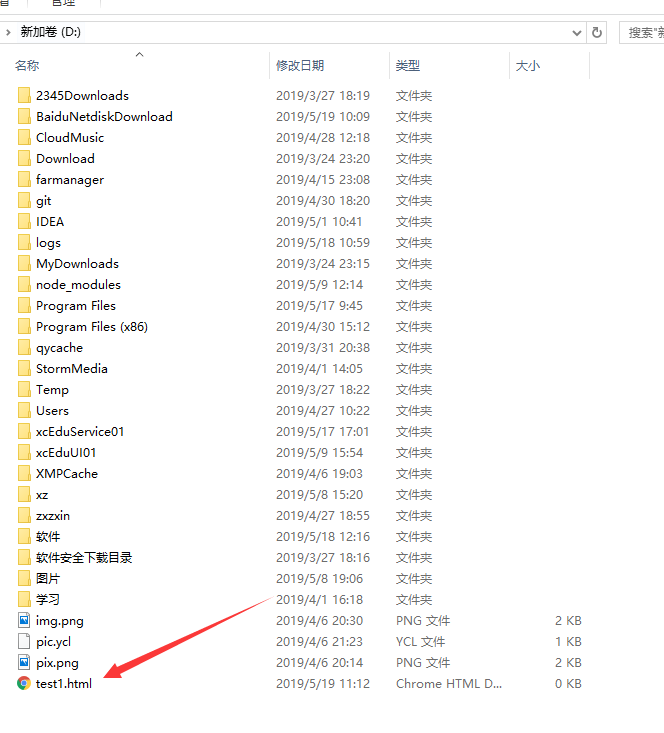 管理
新加卷 (D:)
搜索"新
名称 修改日期 类型 大小
2345Downloads 2019/3/27 18:19 文件夹
BaiduNetdiskDownload 2019/5/19 10:09 文件夹
CloudMusic 2019/4/28 12:18 文件夹
Download 2019/3/24 23:20 文件夹
farmanager 2019/4/15 23:08 文件夹
git 2019/4/30 18:20 文件夹
IDEA 2019/5/1 10:41 文件夹
logs 2019/5/18 10:59 文件夹
MyDownloads 2019/3/24 23:15 文件夹
node_modules 2019/5/9 12:14 文件夹
Program Files 2019/5/17 9:45 文件夹
Program Files (x86) 2019/4/30 15:12 文件夹
qycache 2019/3/31 20:38 文件夹
StormMedia 2019/4/1 14:05 文件夹
Temp 2019/3/27 18:22 文件夹
Users 2019/4/27 10:22 文件夹
xcEduService01 2019/5/17 17:01 文件夹
xcEduUI01 2019/5/9 15:54 文件夹
XMPCache 2019/4/6 19:03 文件夹
xz 2019/5/8 15:20 文件夹
zxzxin 2019/4/27 18:55 文件夹
软件 2019/5/18 12:16 文件夹
软件安全下载目录 2019/3/27 18:16 文件夹
图片 2019/5/8 19:06 文件夹
学习 2019/4/1 16:18 文件夹
img.png 2019/4/6 20:30 PNG 文件 2 KB
pic.ycl 2019/4/6 21:23 YCL 文件 1 KB
pix.png 2019/4/6 20:14 PNG 文件 2 KB
test1.html 2019/5/19 11:12 Chrome HTML D... 0 KB